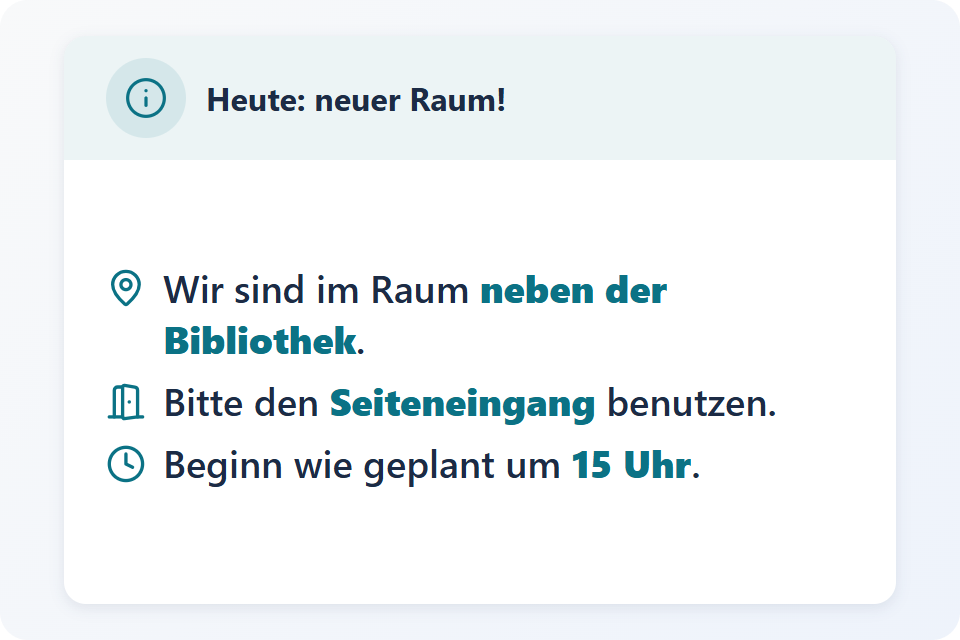 Heute: neuer Raum!
Wir sind im Raum neben der
Bibliothek.
Bitte den Seiteneingang benutzen.
Beginn wie geplant um 15 Uhr.